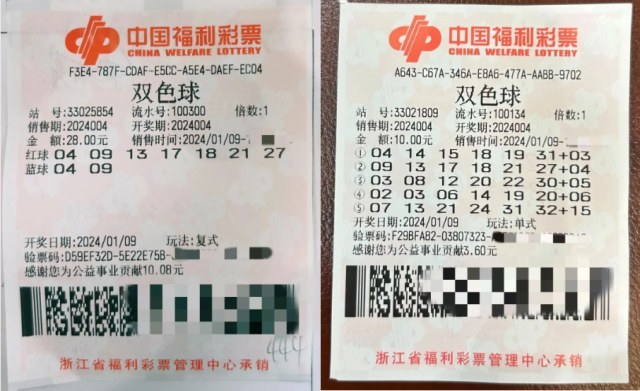 中国福利彩票
CHINA WELFARE LOTTERY
F3E4-787F-CDAF-E5CC-A5E4-DAEF-EC04
双色球
站 号:33025854 流水号:100300 倍数:1
销售期:2024004 开奖期:2024004
金 额:28.00元 销售时间:2024/01/09-
红球 04 09 13 17 18 21 27
蓝球 04 09
开奖日期:2024/01/09 玩法:复式
验票码:D59EF32D-5E22E75B-
感谢您为公益事业贡献10.08元
444
浙江省福利彩票管理中心承销
中国福利彩票
CHINA WELFARE LOTTERY
A643-C67A-346A-E8A6-477A-AABB-9702
双色球
站 号:33021809 流水号:100134 倍数:1
销售期:2024004 开奖期:2024004
金 额:10.00元 销售时间:2024/01/09-
① 04 14 15 18 19 31+03
② 09 13 17 18 21 27+04
③ 03 08 12 20 22 30+05
④ 02 03 06 14 19 20+06
⑤ 07 13 21 24 31 32+15
开奖日期:2024/01/09 玩法:单式
验票码:F29BFA82-03807323-
感谢您为公益事业贡献3.60元
浙江省福利彩票管理中心承销